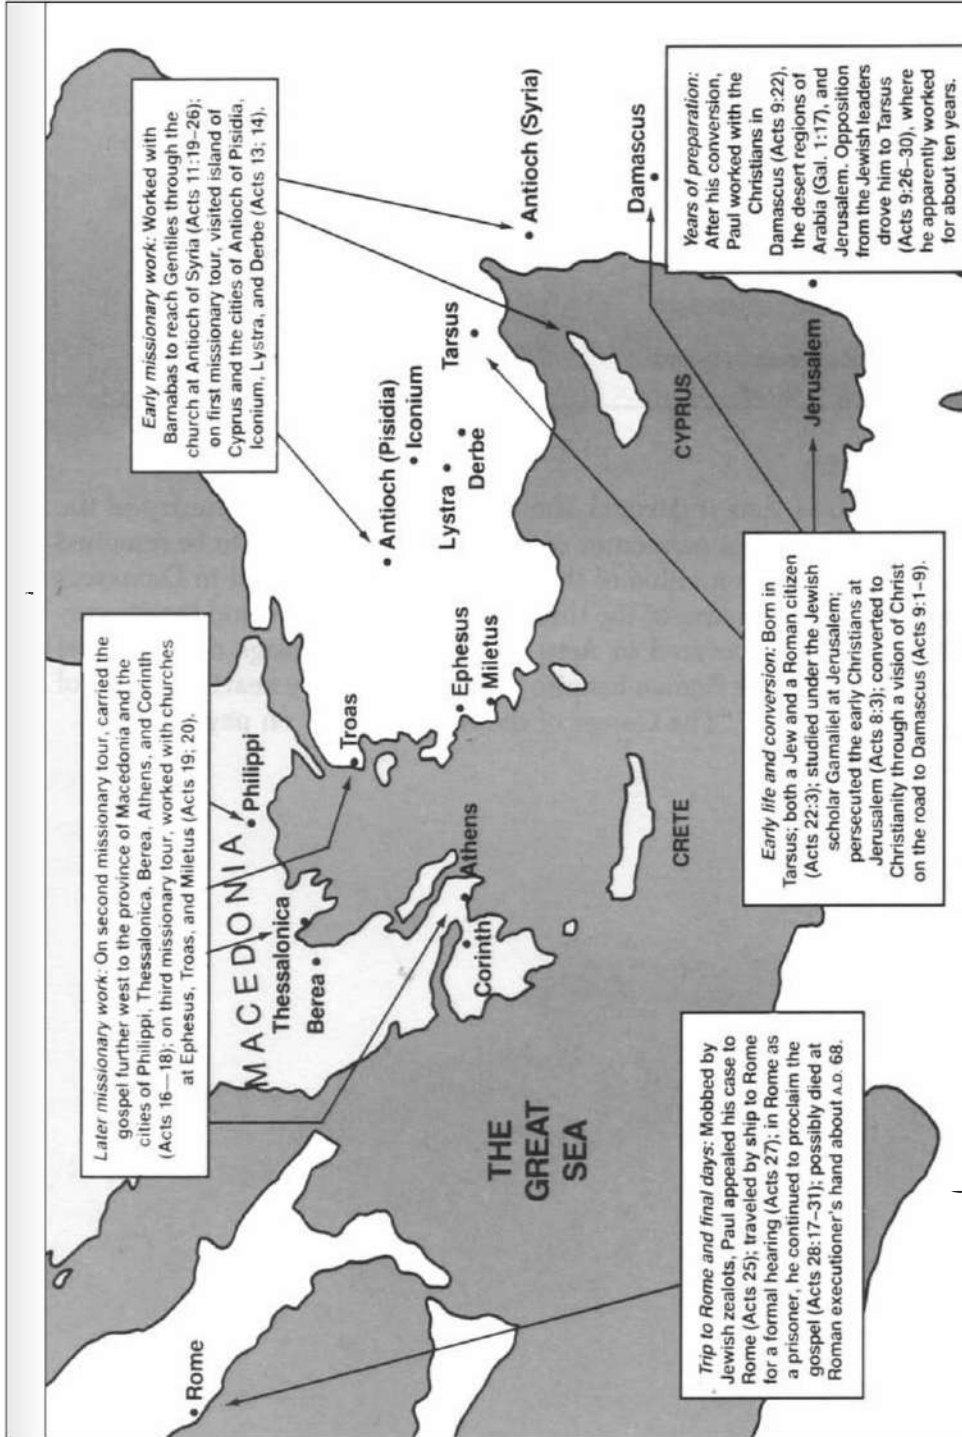 Later missionary work: On second missionary tour, carried the
gospel further west to the province of Macedonia and the
cities of Philippi, Thessalonica, Berea, Athens, and Corinth
(Acts 16—18); on third missionary tour, worked with churches
at Ephesus, Troas, and Miletus (Acts 19; 20).
Early missionary work: Worked with
Barnabas to reach Gentiles through the
church at Antioch of Syria (Acts 11:19–26);
on first missionary tour, visited island of
Cyprus and the cities of Antioch of Pisidia,
Iconium, Lystra, and Derbe (Acts 13; 14).
Rome
MACEDONIA
Philippi
Thessalonica
Berea
Troas
Antioch (Pisidia)
Iconium
Lystra
Derbe
Tarsus
Antioch (Syria)
Ephesus
Miletus
Athens
Corinth
THE
GREAT
SEA
CRETE
CYPRUS
Damascus
Jerusalem
Trip to Rome and final days: Mobbed by
Jewish zealots, Paul appealed his case to
Rome (Acts 25); traveled by ship to Rome
for a formal hearing (Acts 27); in Rome as
a prisoner, he continued to proclaim the
gospel (Acts 28:17–31); possibly died at
Roman executioner's hand about A.D. 68.
Early life and conversion: Born in
Tarsus; both a Jew and a Roman citizen
(Acts 22:3); studied under the Jewish
scholar Gamaliel at Jerusalem;
persecuted the early Christians at
Jerusalem (Acts 8:3); converted to
Christianity through a vision of Christ
on the road to Damascus (Acts 9:1–9).
Years of preparation:
After his conversion,
Paul worked with the
Christians in
Damascus (Acts 9:22),
the desert regions of
Arabia (Gal. 1:17), and
Jerusalem. Opposition
from the Jewish leaders
drove him to Tarsus
(Acts 9:26–30), where
he apparently worked
for about ten years.